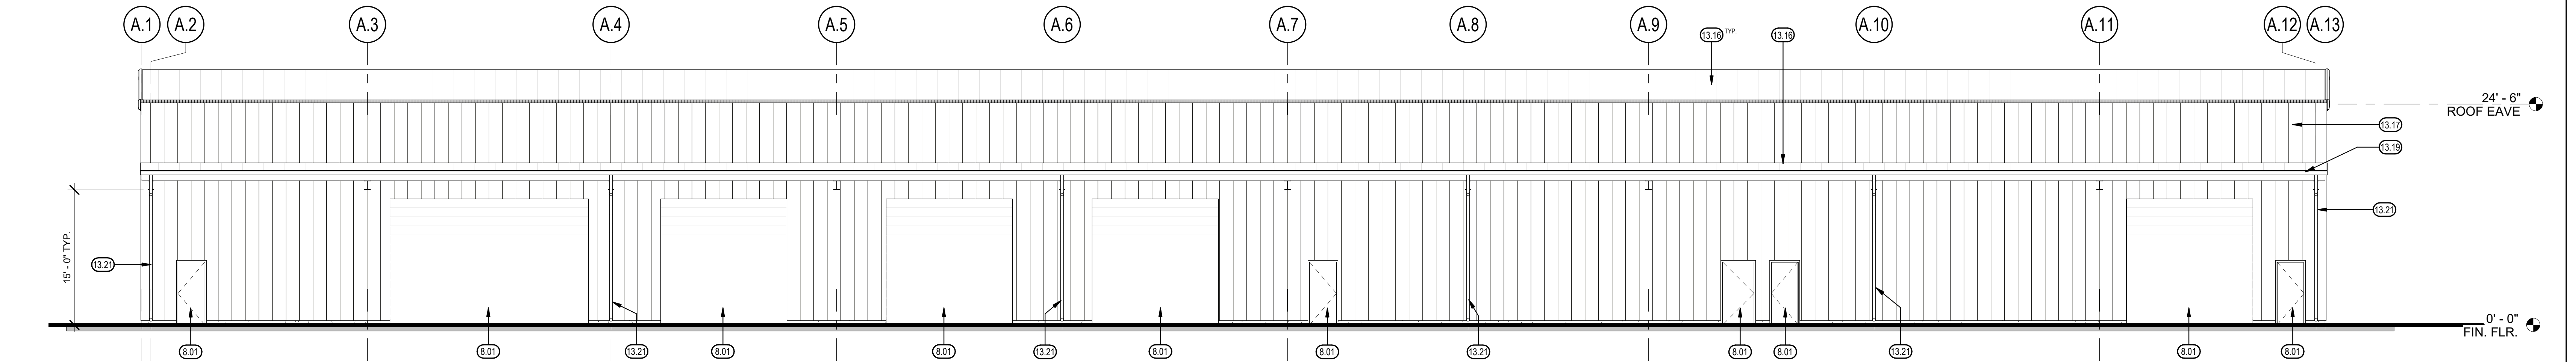 A.1 A.2 A.3 A.4 A.5 A.6 A.7 A.8 A.9 A.10 A.11 A.12 A.13
13.16 TYP. 13.16
24' - 6"
ROOF EAVE
13.17
13.19
13.21
15' - 0" TYP.
13.21
0' - 0"
FIN. FLR.
8.01 8.01 13.21 8.01 8.01 13.21 8.01 8.01 13.21 8.01 8.01 13.21 8.01 8.01